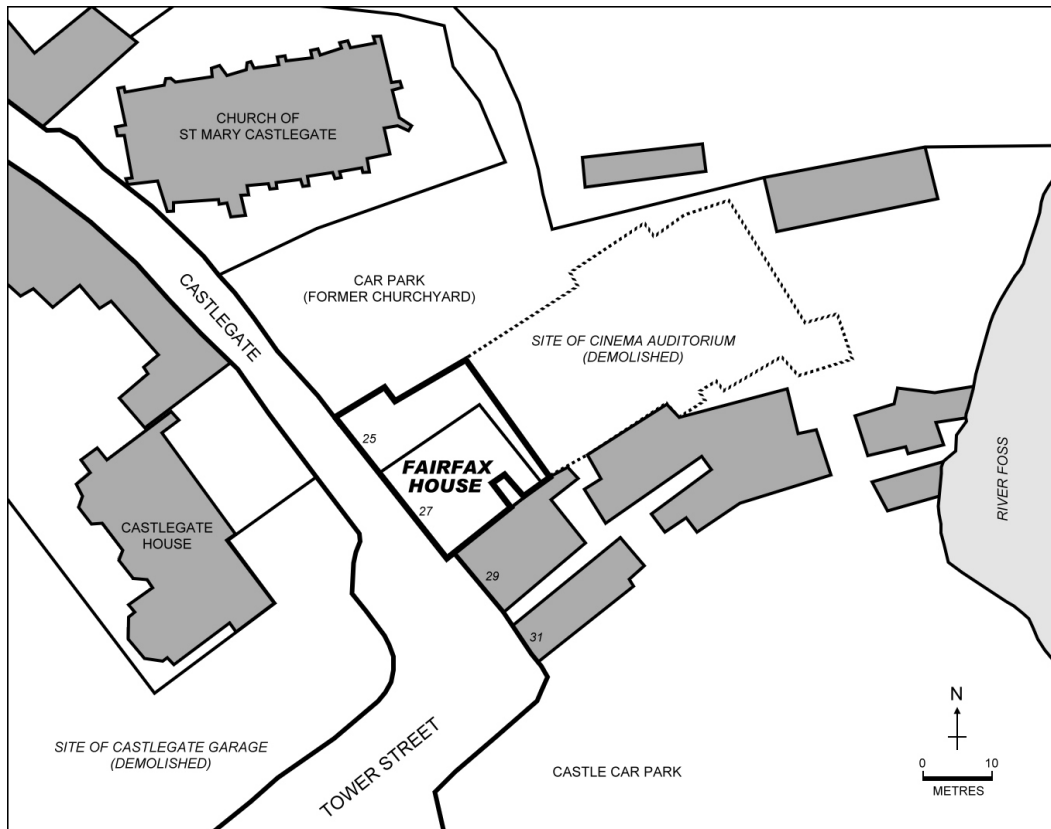 CHURCH OF
ST MARY CASTLEGATE
CASTLEGATE
CAR PARK
(FORMER CHURCHYARD)
SITE OF CINEMA AUDITORIUM
(DEMOLISHED)
25
FAIRFAX
HOUSE
27
CASTLEGATE
HOUSE
29
31
RIVER FOSS
SITE OF CASTLEGATE GARAGE
(DEMOLISHED)
TOWER STREET
CASTLE CAR PARK
N
0 10
METRES